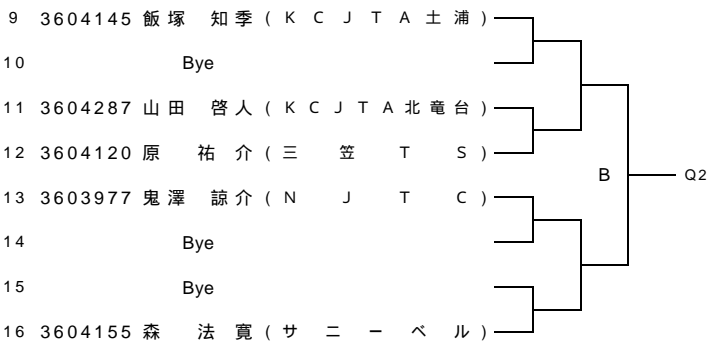 9 3604145 飯塚 知季(KCJTA土浦)
10 Bye
11 3604287 山田 啓人(KCJTA北竜台)
12 3604120 原 祐介(三笠TS)
B Q2
13 3603977 鬼澤 諒介(NJTC)
14 Bye
15 Bye
16 3604155 森 法寛(サニーベル)